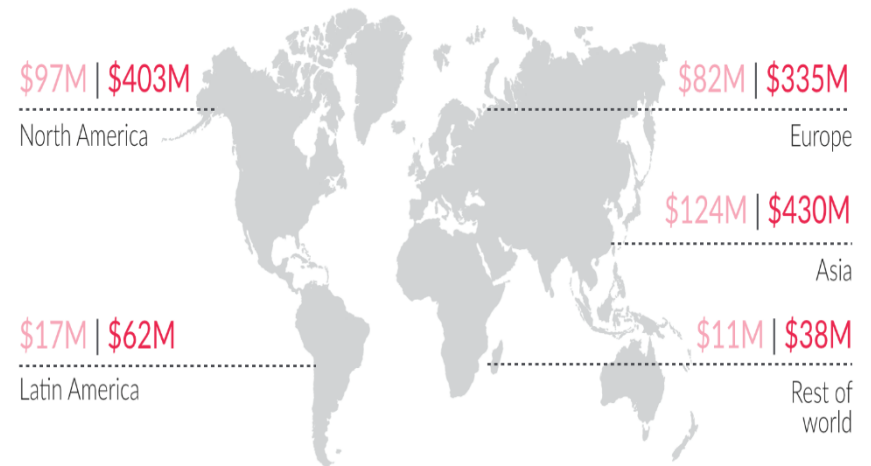 $97M | $403M
North America
$82M | $335M
Europe
$124M | $430M
Asia
$17M | $62M
Latin America
$11M | $38M
Rest of
world